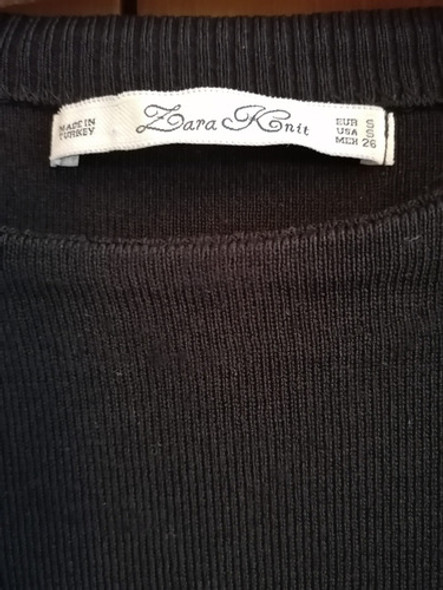 MADE IN
TURKEY
Zara Knit
EUR S
USA S
MEX 26